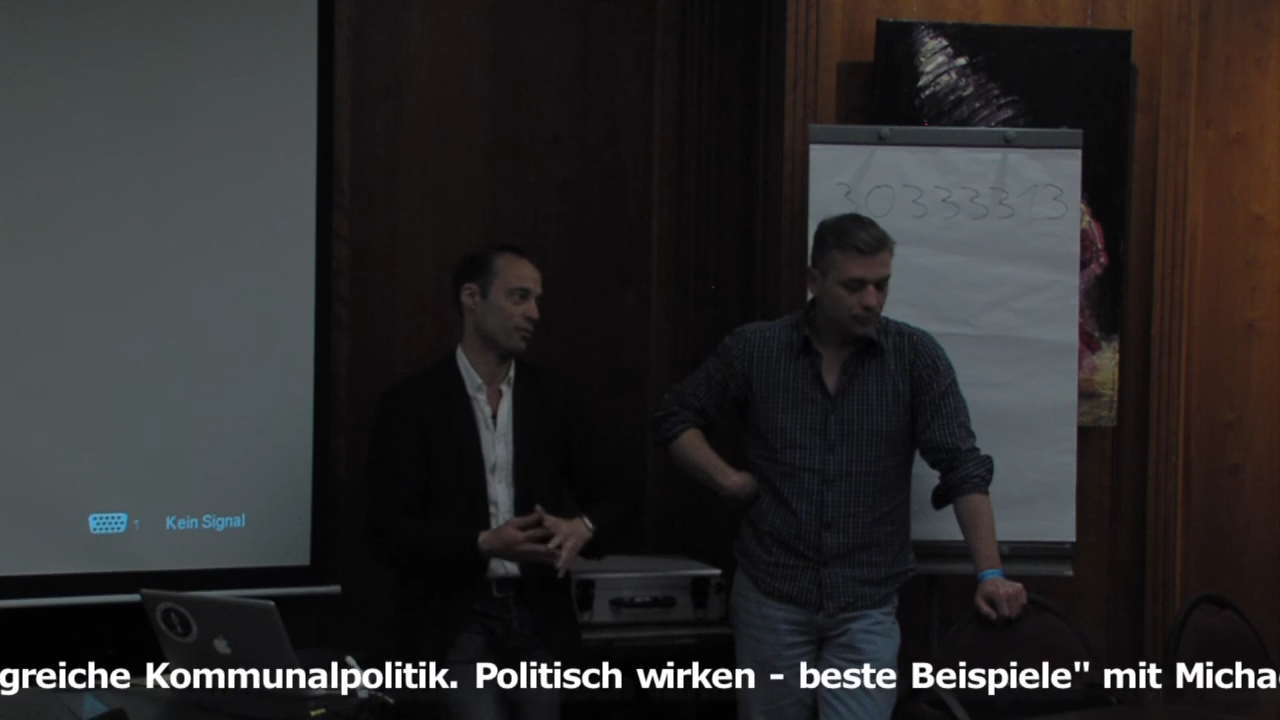 30333313
1 Kein Signal
greiche Kommunalpolitik. Politisch wirken - beste Beispiele" mit Micha